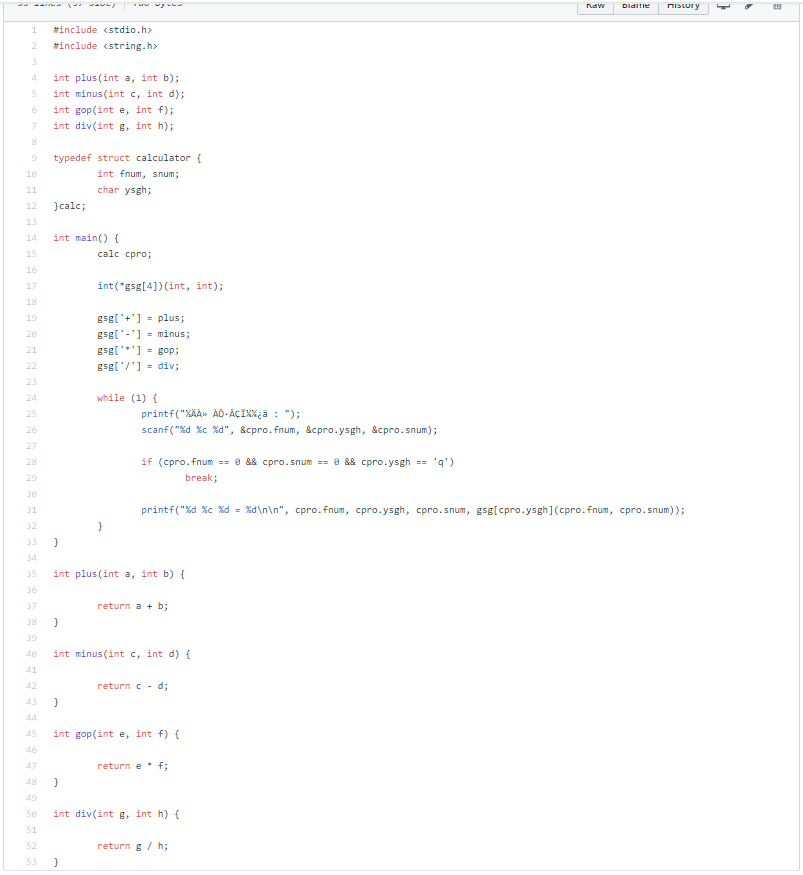 Raw Blame History
1 #include <stdio.h>
2 #include <string.h>
3
4 int plus(int a, int b);
5 int minus(int c, int d);
6 int gop(int e, int f);
7 int div(int g, int h);
8
9 typedef struct calculator {
10 int fnum, snum;
11 char ysgh;
12 }calc;
13
14 int main() {
15 calc cpro;
16
17 int(*gsg[4])(int, int);
18
19 gsg['+'] = plus;
20 gsg['-'] = minus;
21 gsg['*'] = gop;
22 gsg['/'] = div;
23
24 while (1) {
25 printf("½ÄÀ» ÀÔ·ÂÇÏ¼¼¿ä : ");
26 scanf("%d %c %d", &cpro.fnum, &cpro.ysgh, &cpro.snum);
27
28 if (cpro.fnum == 0 && cpro.snum == 0 && cpro.ysgh == 'q')
29 break;
30
31 printf("%d %c %d = %d\n\n", cpro.fnum, cpro.ysgh, cpro.snum, gsg[cpro.ysgh](cpro.fnum, cpro.snum));
32 }
33 }
34
35 int plus(int a, int b) {
36
37 return a + b;
38 }
39
40 int minus(int c, int d) {
41
42 return c - d;
43 }
44
45 int gop(int e, int f) {
46
47 return e * f;
48 }
49
50 int div(int g, int h) {
51
52 return g / h;
53 }